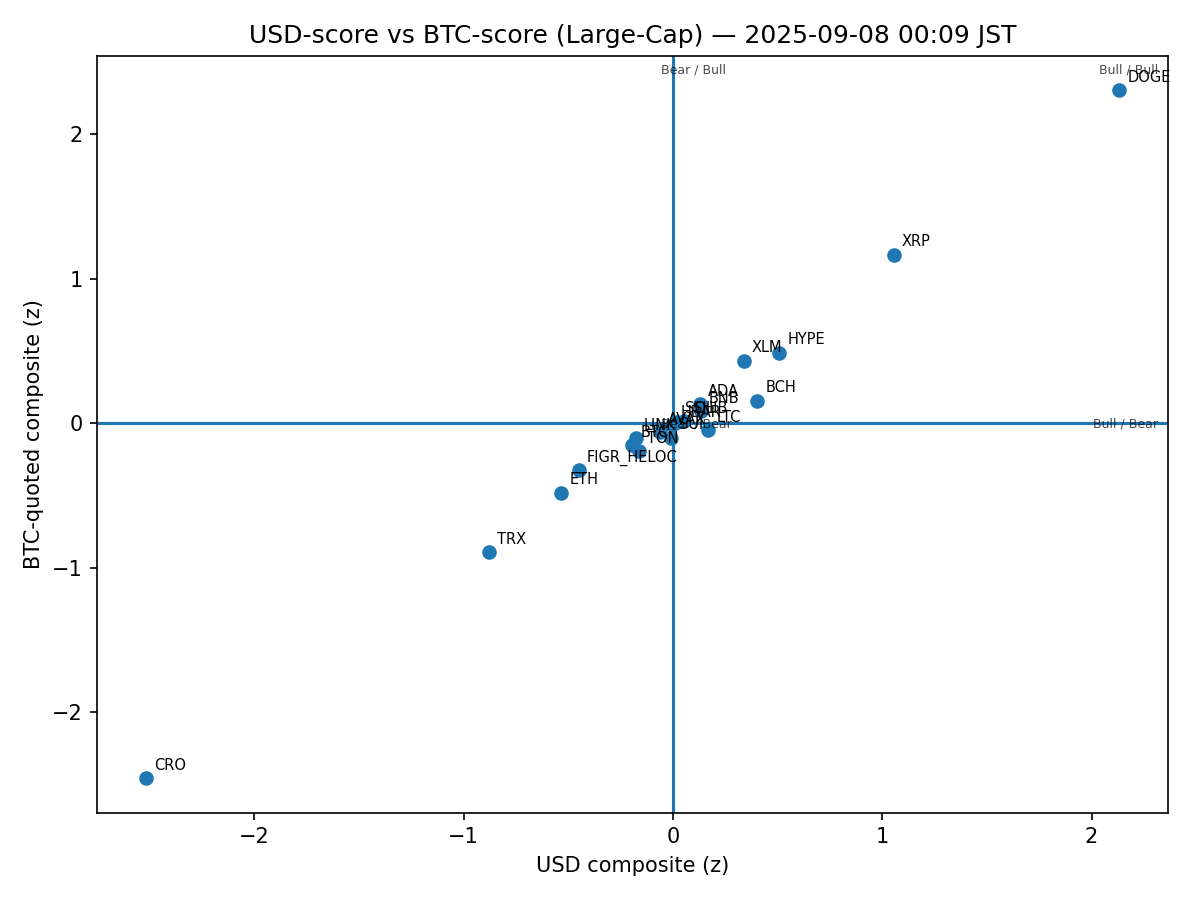 USD-score vs BTC-score (Large-Cap) — 2025-09-08 00:09 JST
Bear / Bull
Bull / Bull
DOGE
2
XRP
1
HYPE
XLM
BCH
ADA
BNB
LTC
0
Bull / Bear
TON
FIGR_HELOC
ETH
TRX
−1
−2
CRO
−2
−1
0
1
2
USD composite (z)
BTC-quoted composite (z)